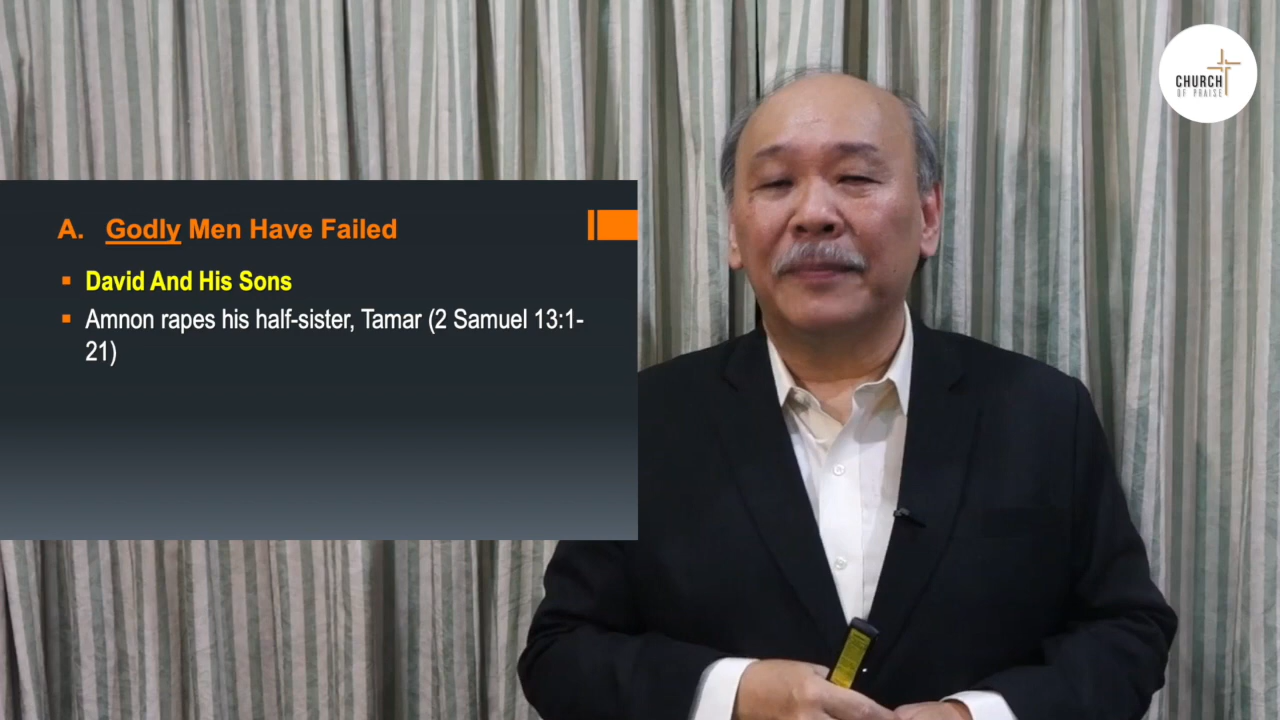 CHURCH
OF PRAISE
A. Godly Men Have Failed
▪ David And His Sons
▪ Amnon rapes his half-sister, Tamar (2 Samuel 13:1-
21)